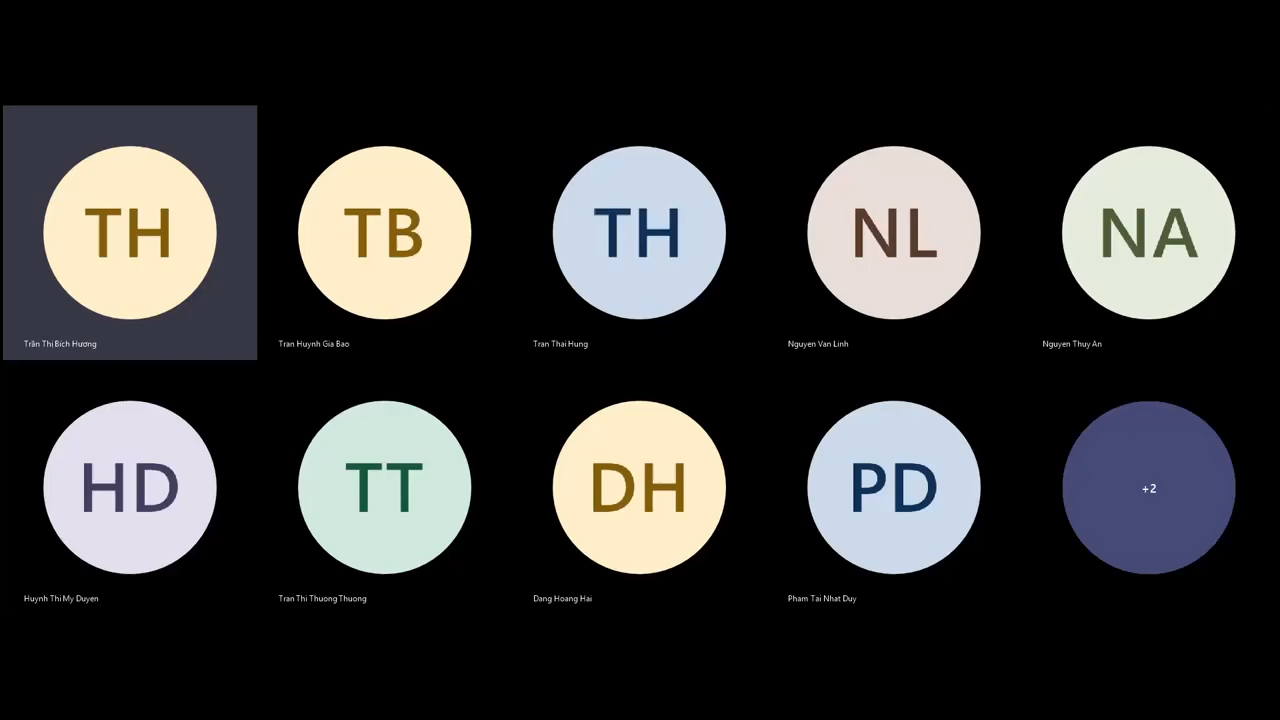 TH
TB
TH
NL
NA
Trần Thị Bích Hương
Tran Huynh Gia Bao
Tran Thai Hung
Nguyen Van Linh
Nguyen Thuy An
HD
TT
DH
PD
+2
Huynh Thi My Duyen
Tran Thi Thuong Thuong
Dang Hoang Hai
Pham Tai Nhat Duy